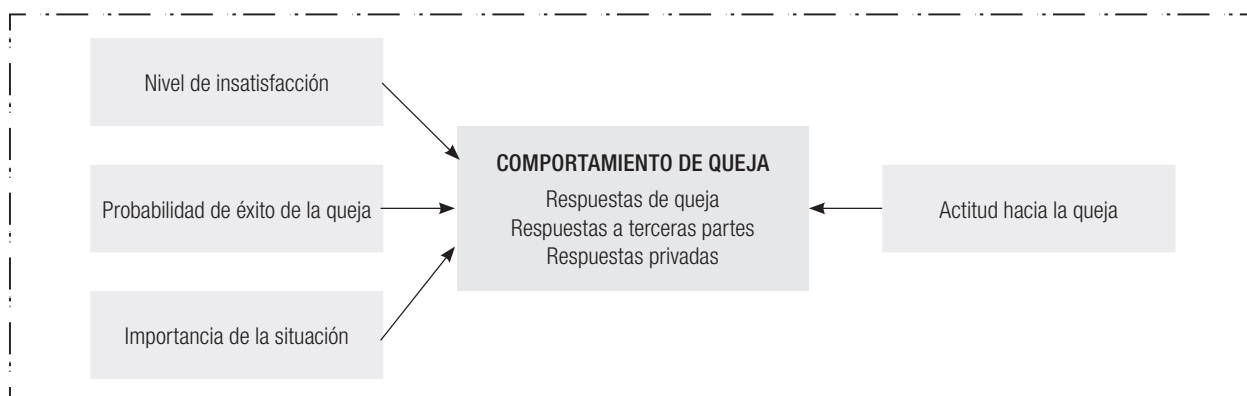 Nivel de insatisfacción
Probabilidad de éxito de la queja
Importancia de la situación
COMPORTAMIENTO DE QUEJA
Respuestas de queja
Respuestas a terceras partes
Respuestas privadas
Actitud hacia la queja